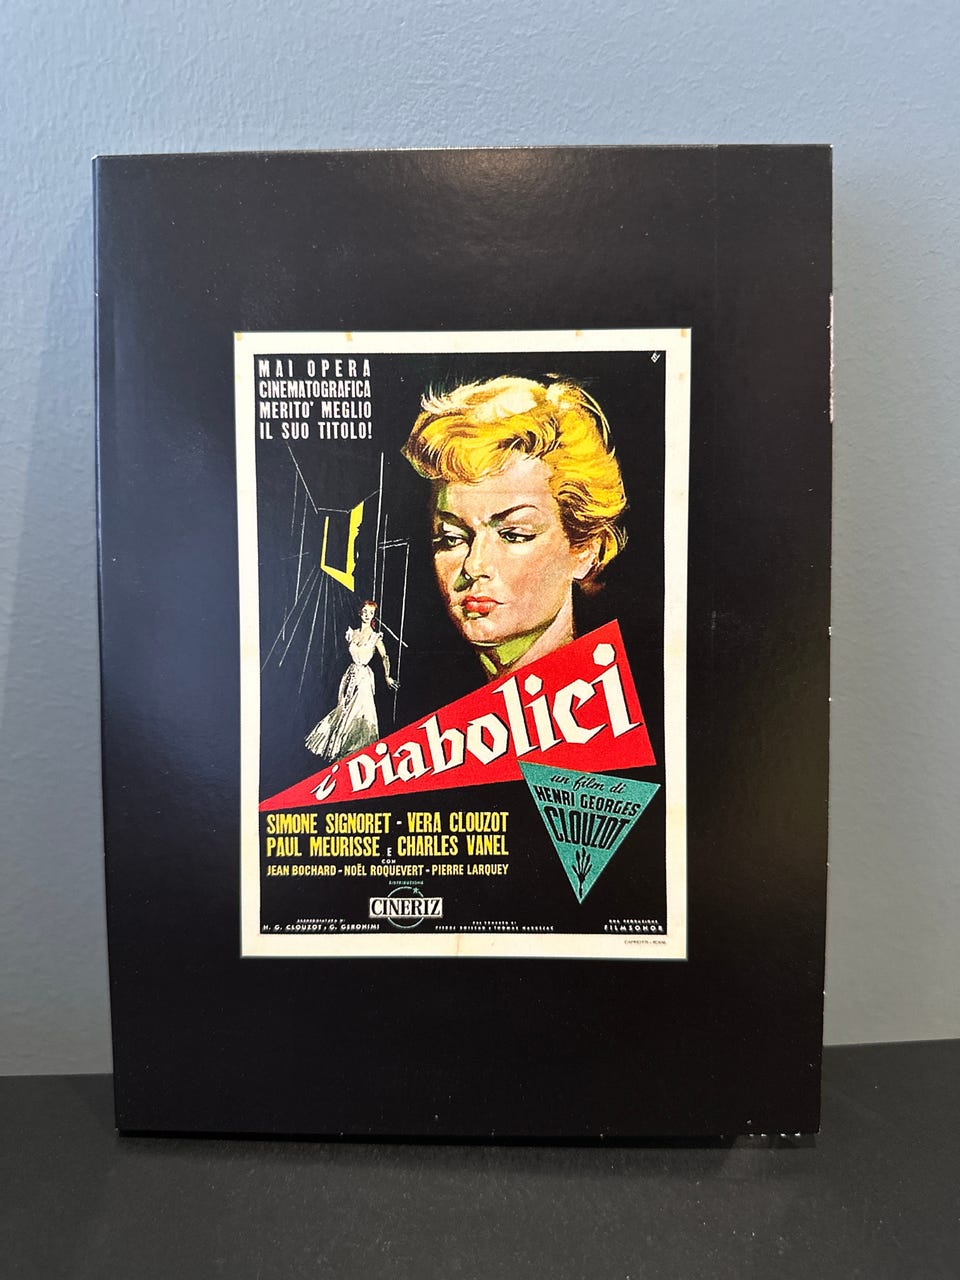 MAI OPERA
CINEMATOGRAFICA
MERITO' MEGLIO
IL SUO TITOLO!
i Diabolici
un film di
HENRI GEORGES
CLOUZOT
SIMONE SIGNORET - VERA CLOUZOT
PAUL MEURISSE E CHARLES VANEL
CON
JEAN BOCHARD - NOËL ROQUEVERT - PIERRE LARQUEY
DISTRIBUZIONE
CINERIZ
H. G. CLOUZOT e G. GERONIMI
FILMSONOR